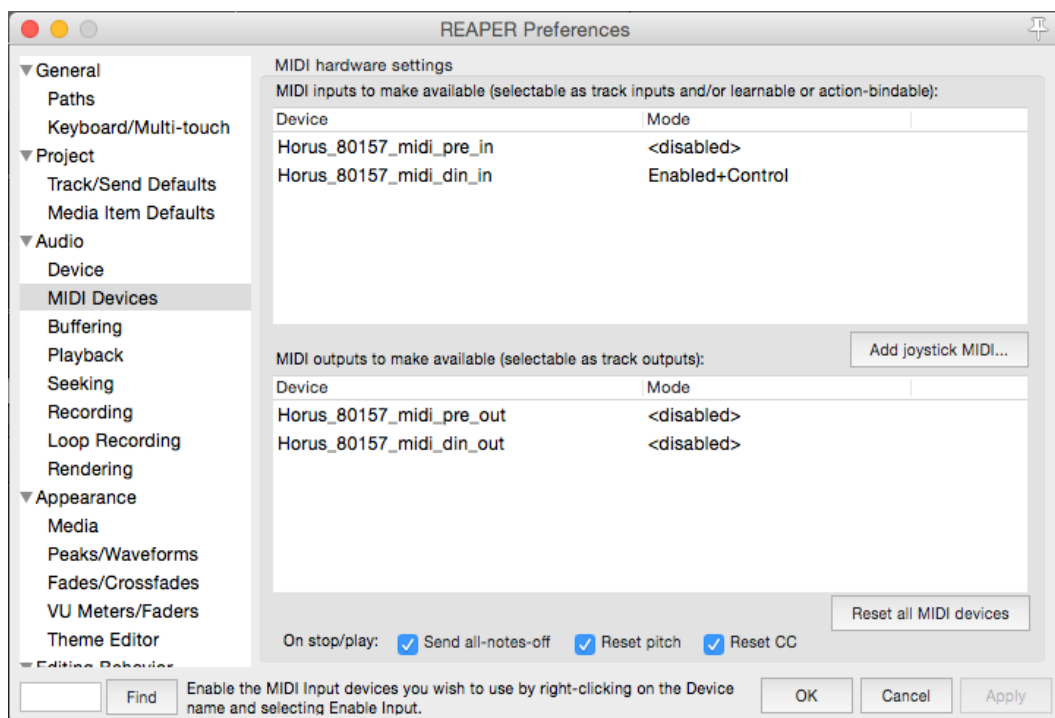 REAPER Preferences
General
Paths
Keyboard/Multi-touch
Project
Track/Send Defaults
Media Item Defaults
Audio
Device
MIDI Devices
Buffering
Playback
Seeking
Recording
Loop Recording
Rendering
Appearance
Media
Peaks/Waveforms
Fades/Crossfades
VU Meters/Faders
Theme Editor
Editing Behavior
MIDI hardware settings
MIDI inputs to make available (selectable as track inputs and/or learnable or action-bindable):
Device Mode
Horus_80157_midi_pre_in <disabled>
Horus_80157_midi_din_in Enabled+Control
Add joystick MIDI...
MIDI outputs to make available (selectable as track outputs):
Device Mode
Horus_80157_midi_pre_out <disabled>
Horus_80157_midi_din_out <disabled>
Reset all MIDI devices
On stop/play: Send all-notes-off Reset pitch Reset CC
Find
Enable the MIDI Input devices you wish to use by right-clicking on the Device
name and selecting Enable Input.
OK Cancel Apply